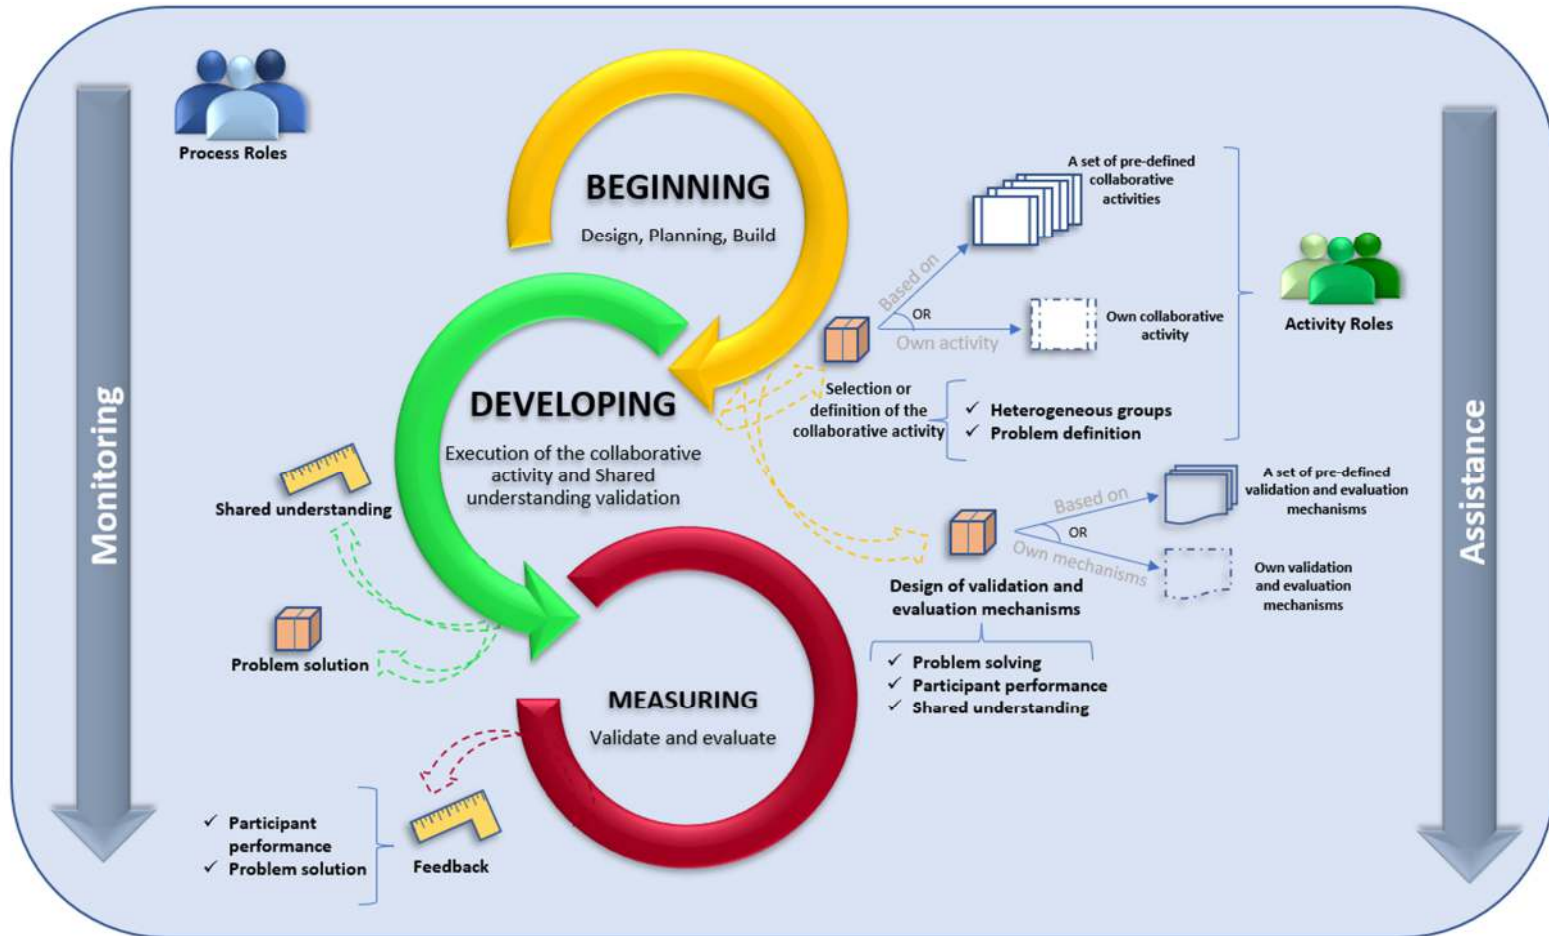 Process Roles
Monitoring
BEGINNING
Design, Planning, Build
A set of pre-defined
collaborative
activities
Based on
OR
Own activity
Own collaborative
activity
Activity Roles
Assistance
Selection or
definition of the
collaborative activity
✓ Heterogeneous groups
✓ Problem definition
DEVELOPING
Execution of the collaborative
activity and Shared
understanding validation
Shared understanding
Problem solution
Based on
OR
Own mechanisms
A set of pre-defined
validation and evaluation
mechanisms
Own validation
and evaluation
mechanisms
Design of validation and
evaluation mechanisms
✓ Problem solving
✓ Participant performance
✓ Shared understanding
MEASURING
Validate and evaluate
✓ Participant
performance
✓ Problem solution
Feedback